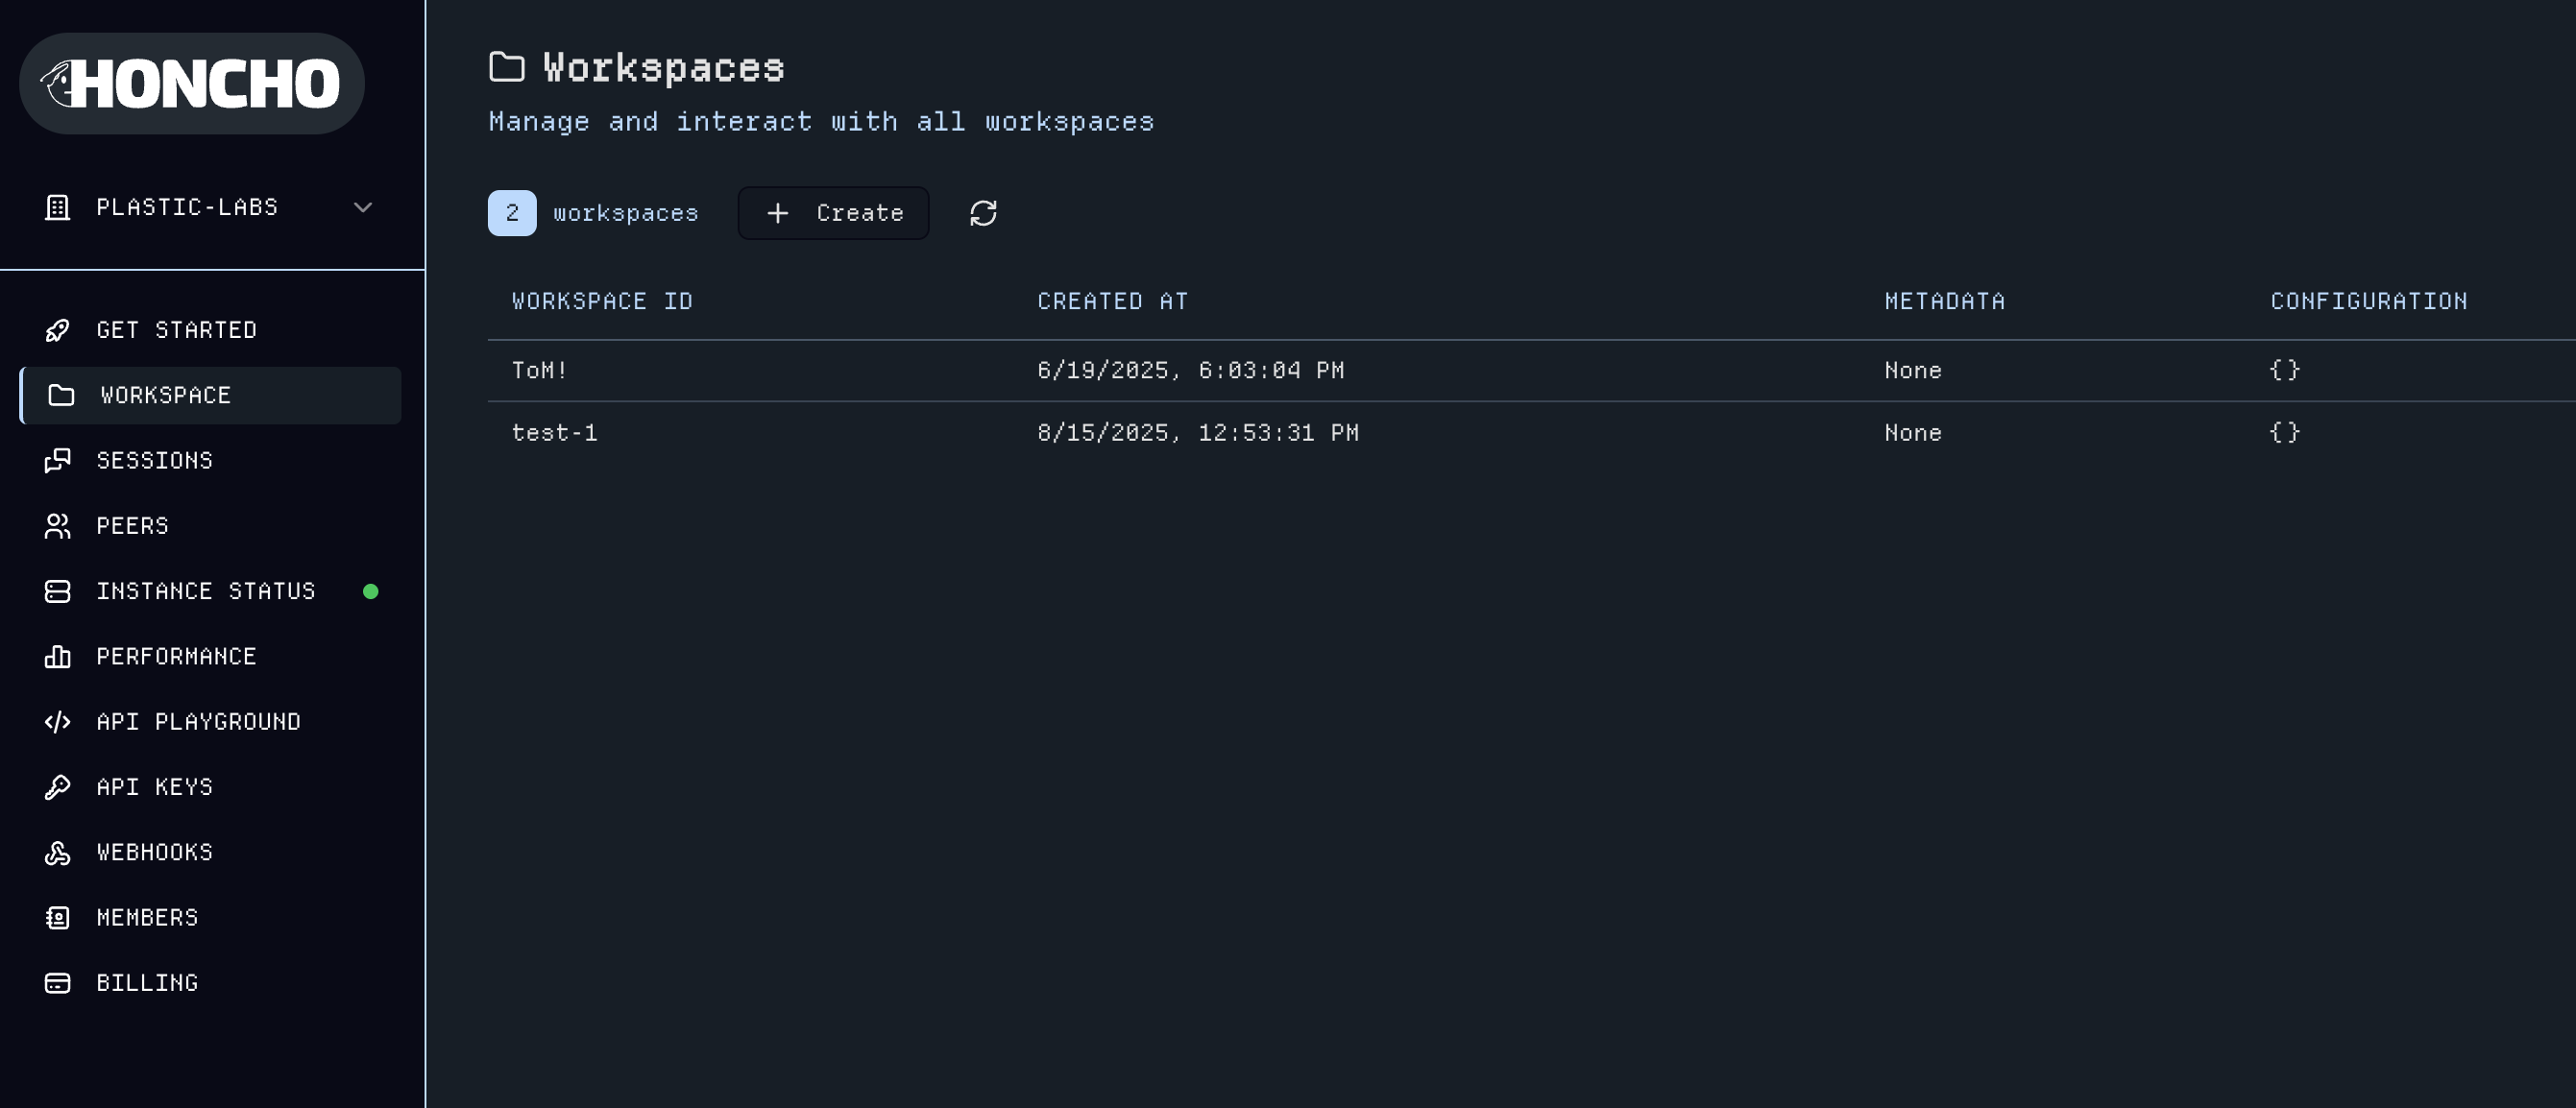 HONCHO
PLASTIC-LABS
GET STARTED
WORKSPACE
SESSIONS
PEERS
INSTANCE STATUS
PERFORMANCE
API PLAYGROUND
API KEYS
WEBHOOKS
MEMBERS
BILLING
Workspaces
Manage and interact with all workspaces
2 workspaces + Create
WORKSPACE ID CREATED AT METADATA CONFIGURATION
ToM! 6/19/2025, 6:03:04 PM None {}
test-1 8/15/2025, 12:53:31 PM None {}